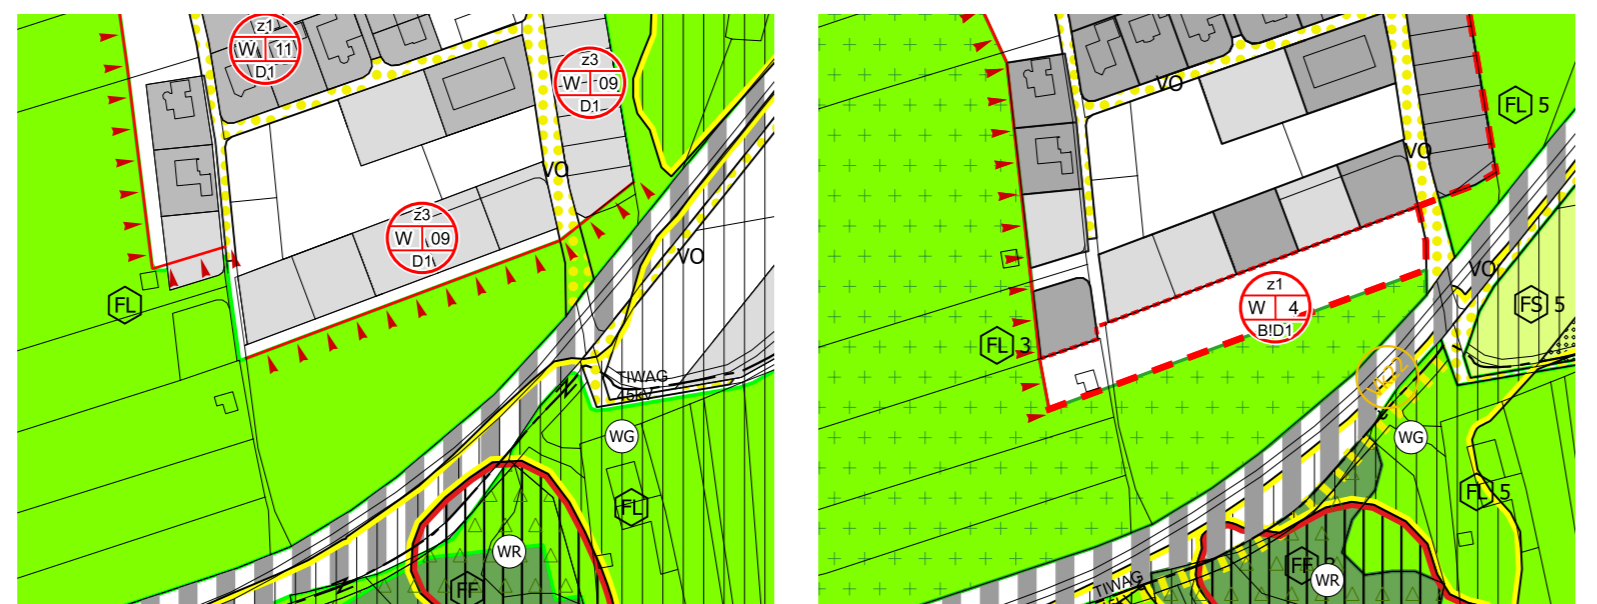 z1
W 11
D1
z3
W 09
D1
VO
z3
W 09
D1
VO
FL
TIWAG
45kV
WG
FL
WR
FF
VO
FL 5
VO
VO
FS 5
z1
W 4
B!D1
FL 3
WG
FL 5
FF
WR
TIWAG